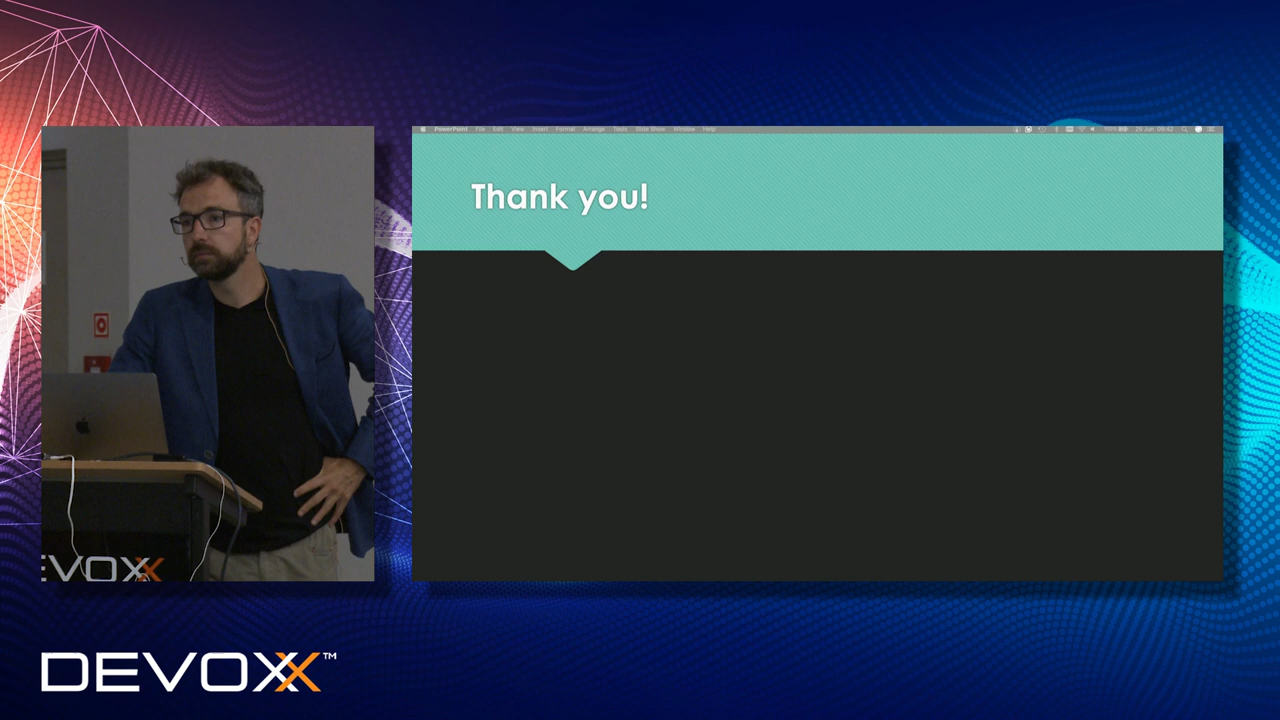 PowerPoint File Edit View Insert Format Arrange Tools Slide Show Window Help
Thank you!
EVOXX
DEVOXX™